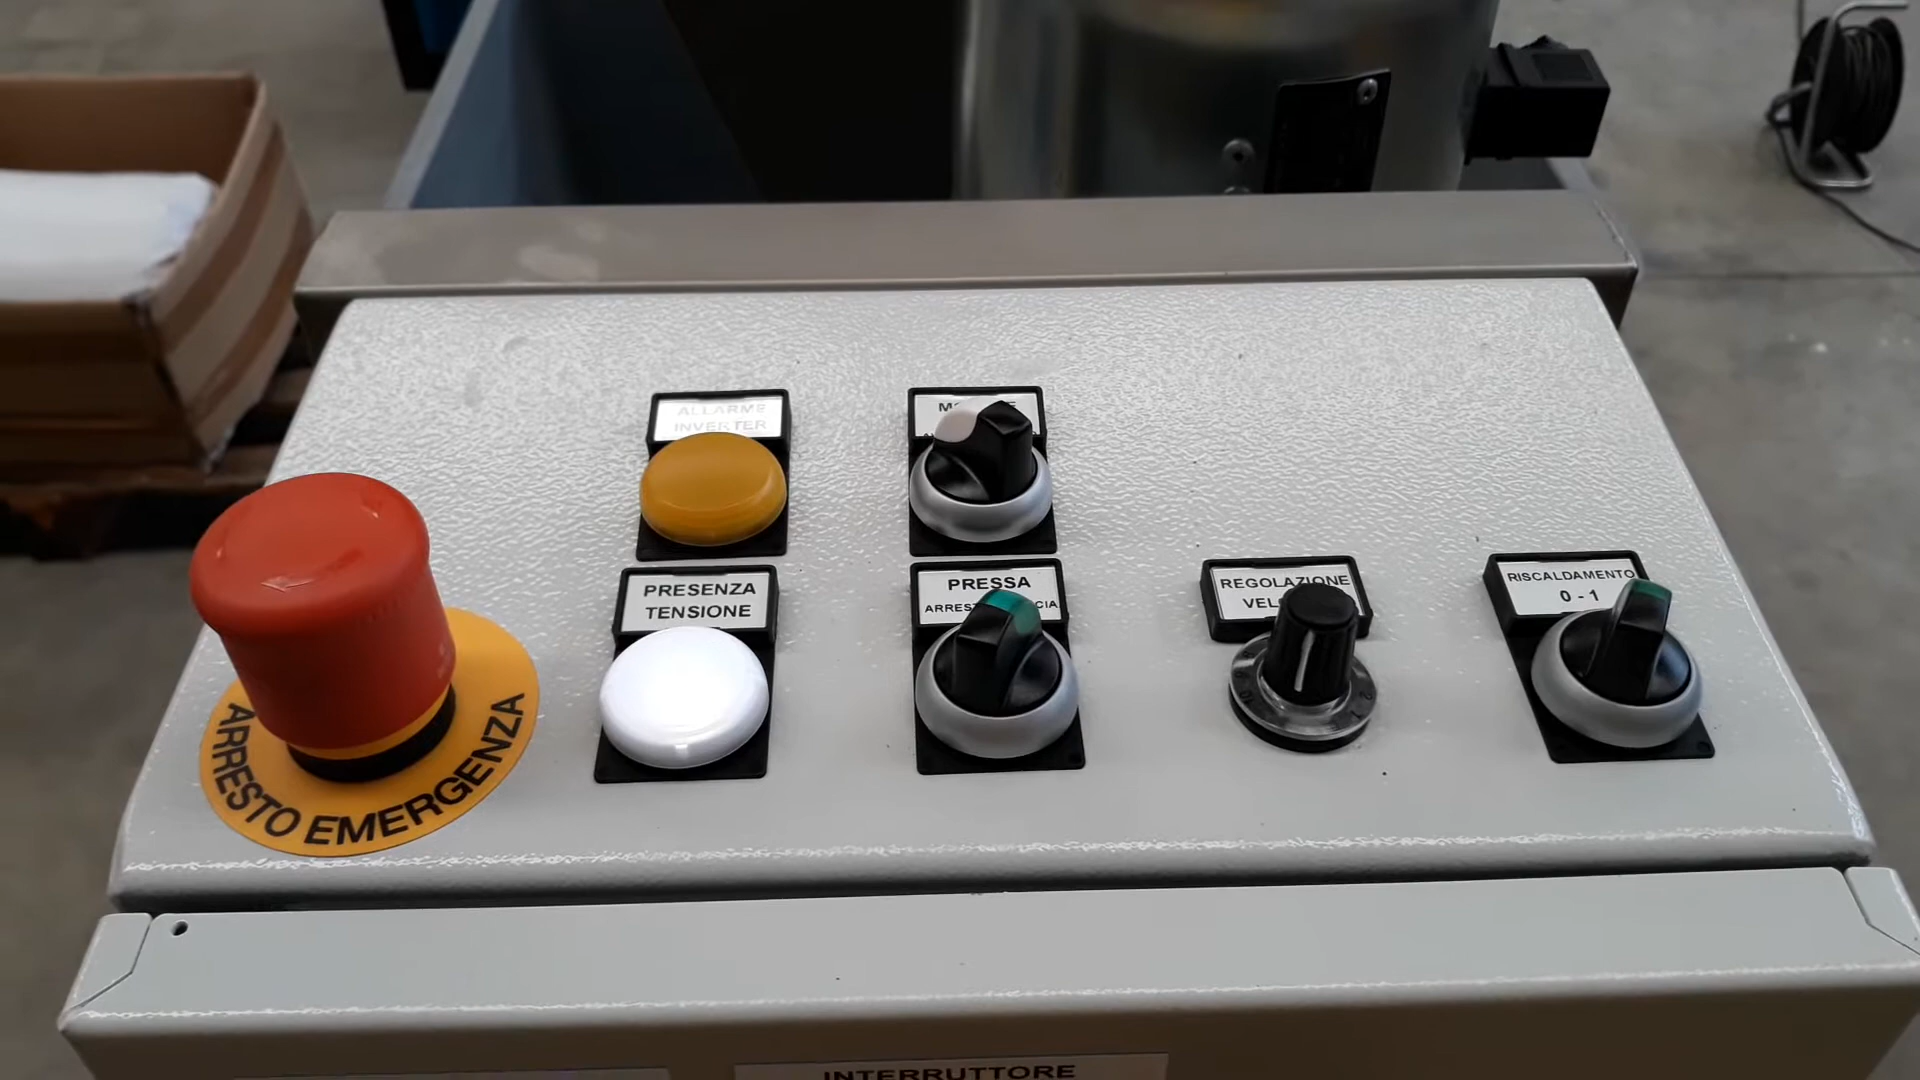 ALLARME
INVERTER
PRESENZA
TENSIONE
PRESSA
REGOLAZIONE
RISCALDAMENTO
0 - 1
ARRESTO EMERGENZA
INTERRUTTORE